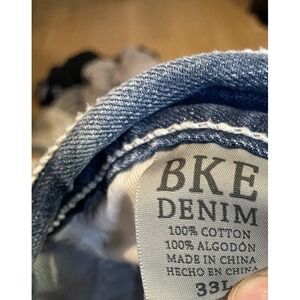 BKE
DENIM
100% COTTON
100% ALGODÓN
MADE IN CHINA
HECHO EN CHINA
33L